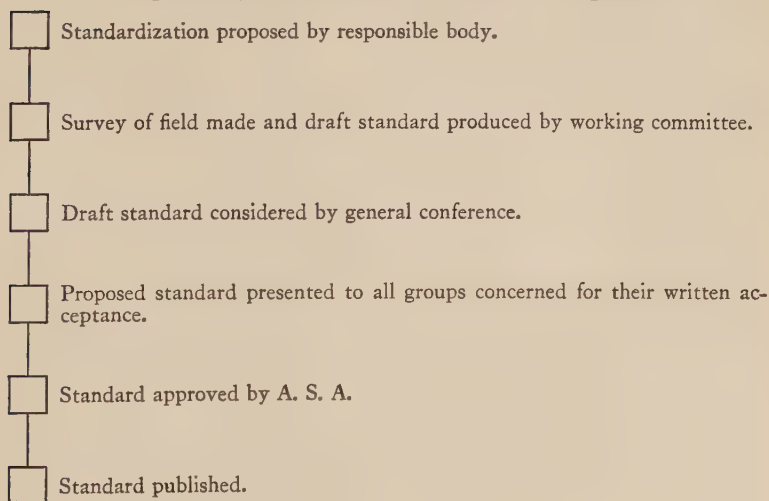 Standardization proposed by responsible body.
Survey of field made and draft standard produced by working committee.
Draft standard considered by general conference.
Proposed standard presented to all groups concerned for their written ac-
ceptance.
Standard approved by A. S. A.
Standard published.